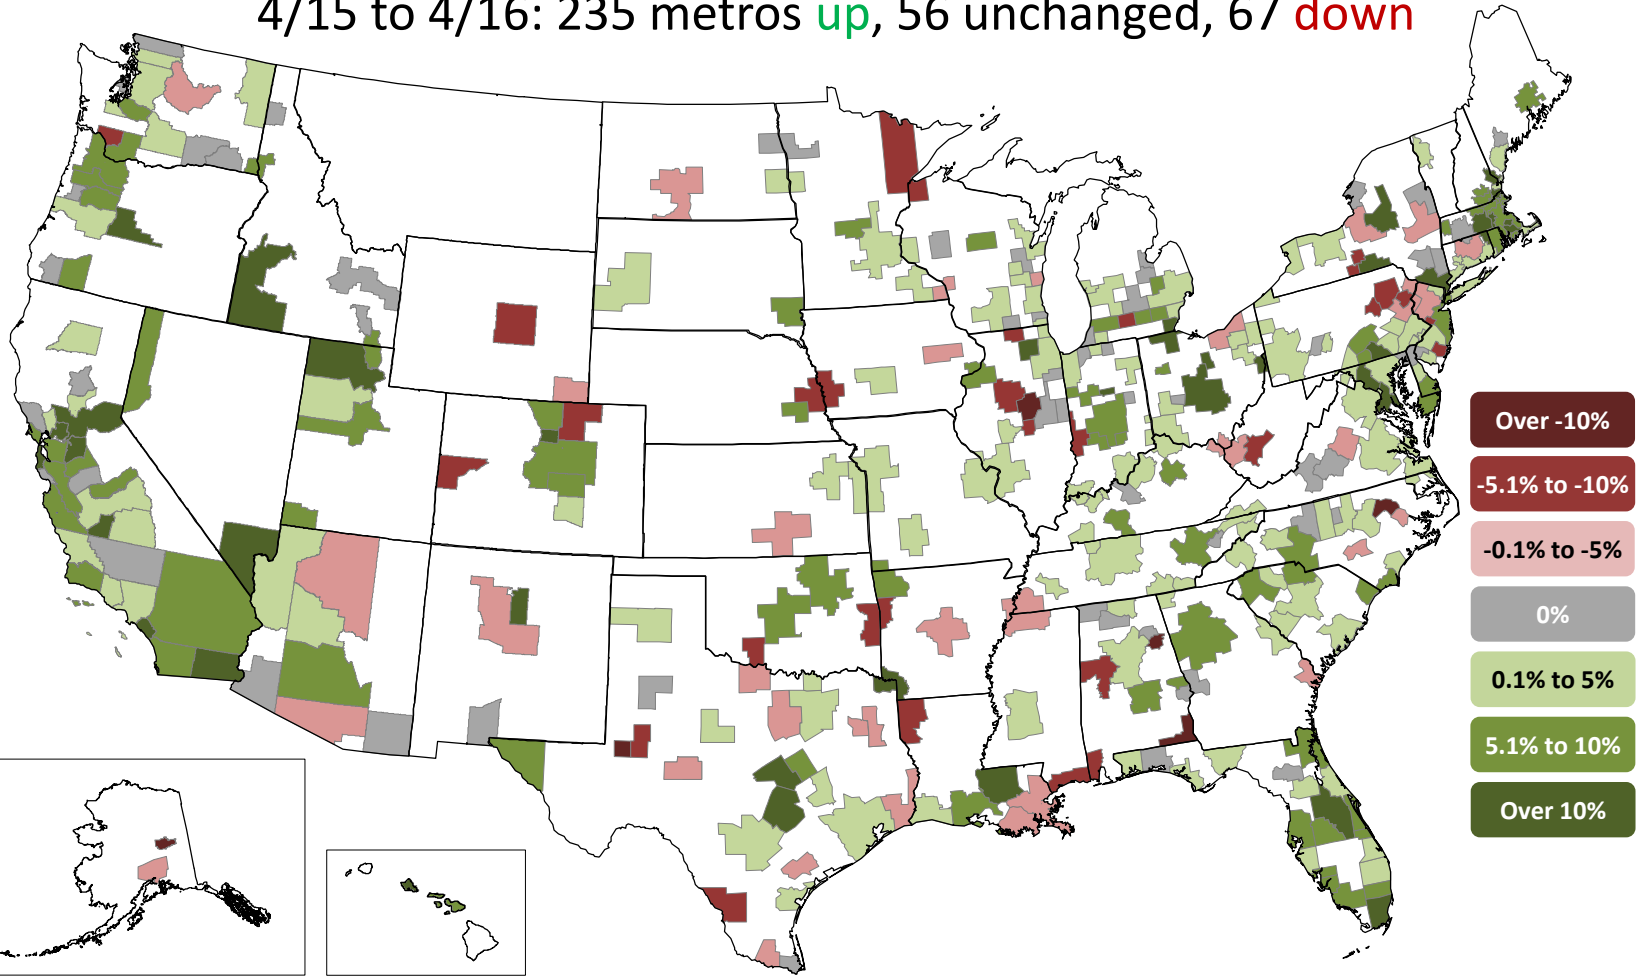 4/15 to 4/16: 235 metros up, 56 unchanged, 67 down
Over -10%
-5.1% to -10%
-0.1% to -5%
0%
0.1% to 5%
5.1% to 10%
Over 10%